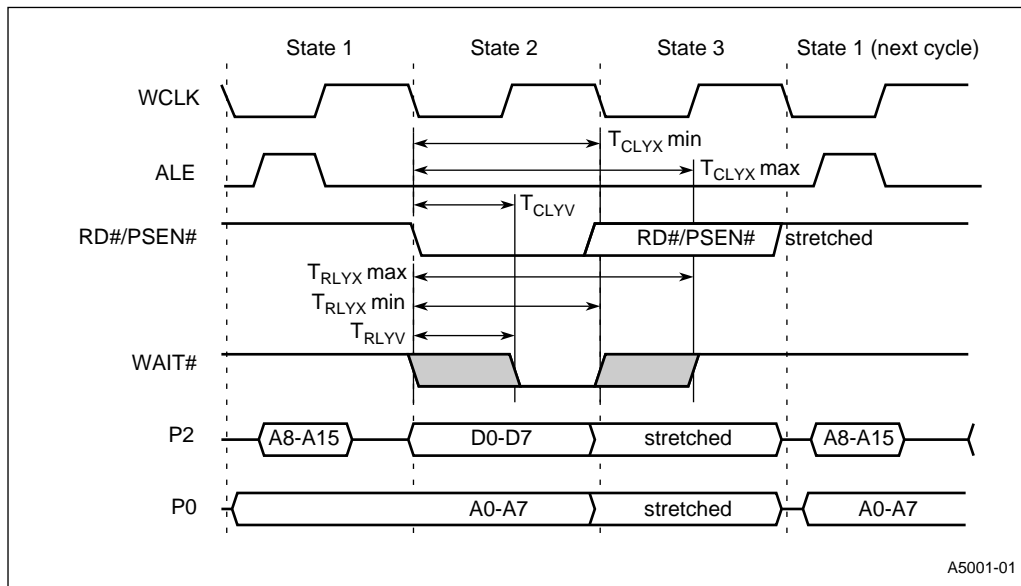 State 1 State 2 State 3 State 1 (next cycle)
WCLK
T_CLYX min
ALE
T_CLYX max
T_CLYV
RD#/PSEN#
RD#/PSEN# stretched
T_RLYX max
T_RLYX min
T_RLYV
WAIT#
P2 A8-A15 D0-D7 stretched A8-A15
P0 A0-A7 stretched A0-A7
A5001-01